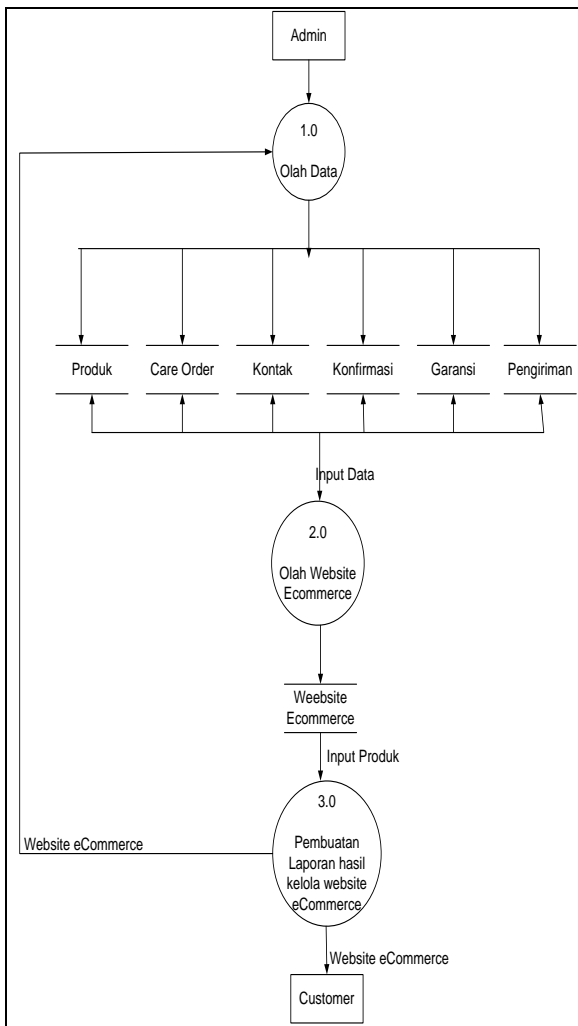 Admin
1.0
Olah Data
Produk
Care Order
Kontak
Konfirmasi
Garansi
Pengiriman
Input Data
2.0
Olah Website
Ecommerce
Weebsite
Ecommerce
Input Produk
3.0
Pembuatan
Laporan hasil
kelola website
eCommerce
Website eCommerce
Website eCommerce
Customer